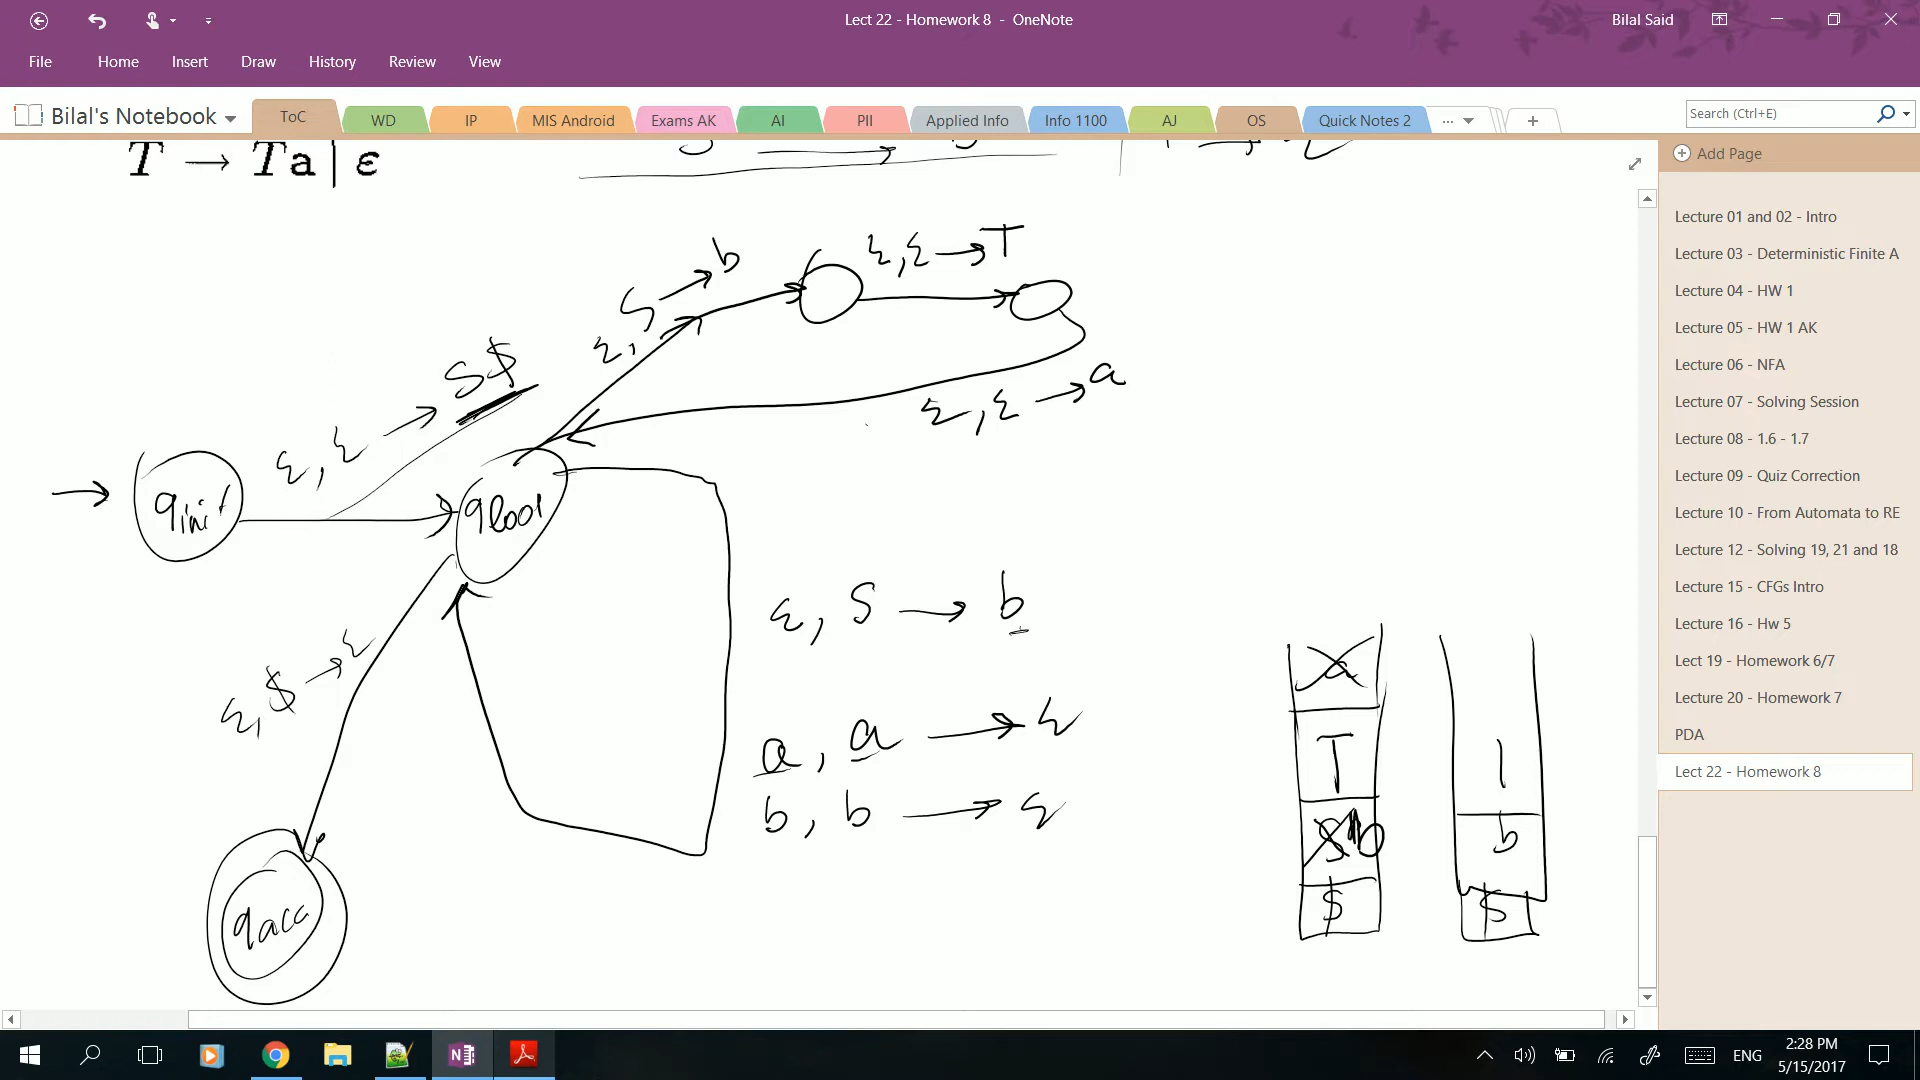 Lect 22 - Homework 8 - OneNote
Bilal Said
File Home Insert Draw History Review View
Bilal's Notebook
ToC WD IP MIS Android Exams AK AI PII Applied Info Info 1100 AJ OS Quick Notes 2 ...
Search (Ctrl+E)
Add Page
T → Ta | ε
ε, ε → T
ε, S → b
ε, ε → S$
ε, ε → a
qinit
qloop
ε, S → b
ε, $ → ε
a, a → ε
b, b → ε
qacc
a
T
S b
$
b
$
Lecture 01 and 02 - Intro
Lecture 03 - Deterministic Finite A
Lecture 04 - HW 1
Lecture 05 - HW 1 AK
Lecture 06 - NFA
Lecture 07 - Solving Session
Lecture 08 - 1.6 - 1.7
Lecture 09 - Quiz Correction
Lecture 10 - From Automata to RE
Lecture 12 - Solving 19, 21 and 18
Lecture 15 - CFGs Intro
Lecture 16 - Hw 5
Lect 19 - Homework 6/7
Lecture 20 - Homework 7
PDA
Lect 22 - Homework 8
ENG
2:28 PM
5/15/2017